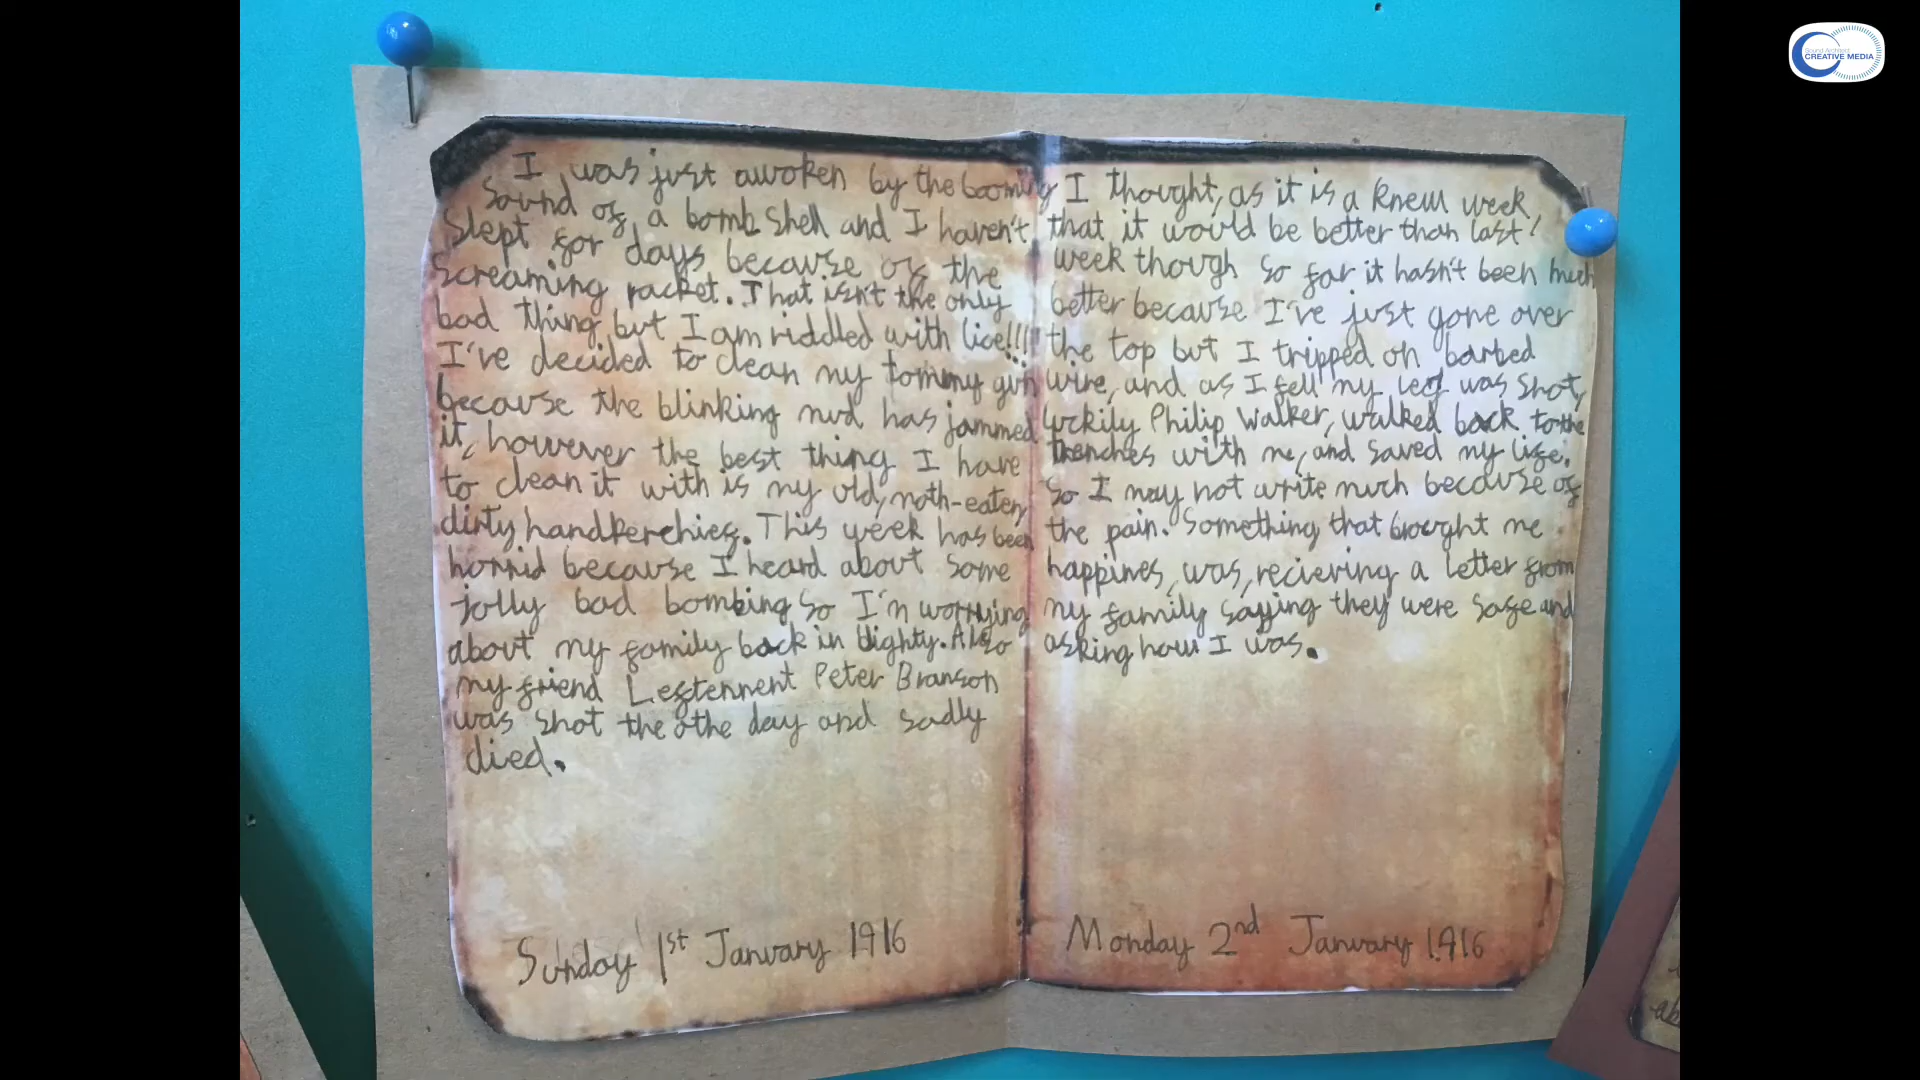 I was just awoken by the booming
sound of a bomb shell and I haven't
slept for days because of the
screaming racket. That isn't the only
bad thing but I am riddled with lice!!!
I've decided to clean my tommy gun
because the blinking mud has jammed
it, however the best thing I have
to clean it with is my old, moth-eaten,
dirty handkerchief. This week has been
horrid because I heard about some
jolly bad bombing so I'm worrying
about my family back in blighty. Also
my friend Leftennent Peter Branson
was shot the othe day and sadly
died.
Sunday 1st January 1916
I thought, as it is a knew week,
that it would be better than last
week though so far it hasn't been much
better because I've just gone over
the top but I tripped on barbed
wire, and as I fell my leg was shot,
luckily Philip Walker, walked back to the
trenches with me, and saved my life.
So I may not write much because of
the pain. Something that brought me
happines, was, recieving a letter from
my family saying they were safe and
asking how I was.
Monday 2nd January 1916
Sound Architect
CREATIVE MEDIA